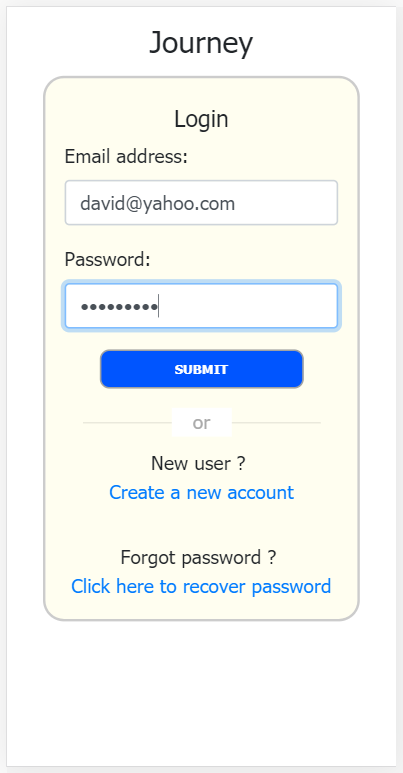 Journey
Login
Email address:
david@yahoo.com
Password:
•••••••••
SUBMIT
or
New user ?
Create a new account
Forgot password ?
Click here to recover password